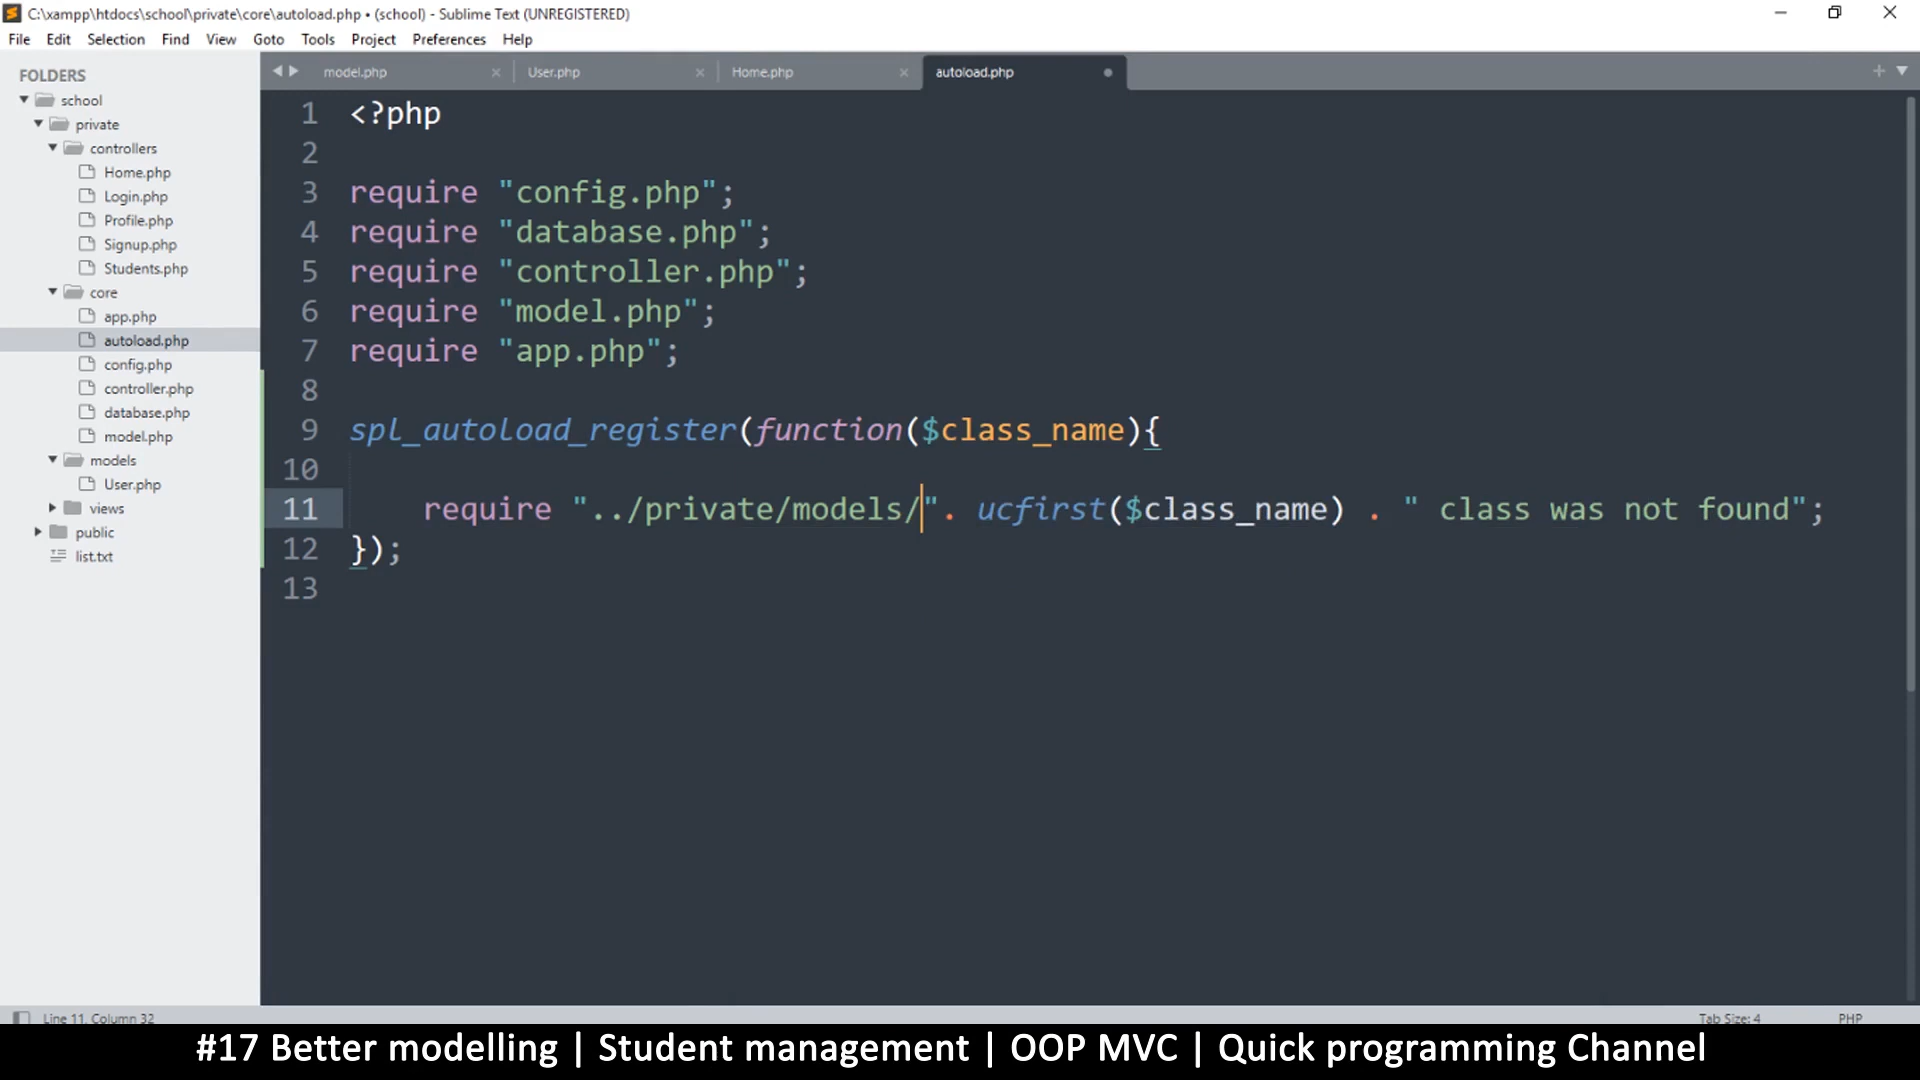 C:\xampp\htdocs\school\private\core\autoload.php • (school) - Sublime Text (UNREGISTERED)
File Edit Selection Find View Goto Tools Project Preferences Help
FOLDERS
school
private
controllers
Home.php
Login.php
Profile.php
Signup.php
Students.php
core
app.php
autoload.php
config.php
controller.php
database.php
model.php
models
User.php
views
public
list.txt
model.php User.php Home.php autoload.php
1 <?php
2
3 require "config.php";
4 require "database.php";
5 require "controller.php";
6 require "model.php";
7 require "app.php";
8
9 spl_autoload_register(function($class_name){
10
11 require "../private/models/". ucfirst($class_name) . " class was not found";
12 });
13
Line 11, Column 32 Tab Size: 4 PHP
#17 Better modelling | Student management | OOP MVC | Quick programming Channel